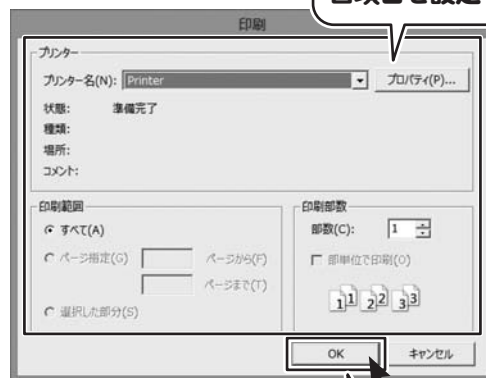 各項目を設定
印刷
プリンター
プリンター名(N): Printer プロパティ(P)...
状態: 準備完了
種類:
場所:
コメント:
印刷範囲
すべて(A)
ページ指定(G) ページから(F)
ページまで(T)
選択した部分(S)
印刷部数
部数(C): 1
部単位で印刷(O)
1 1 2 2 3 3
OK キャンセル